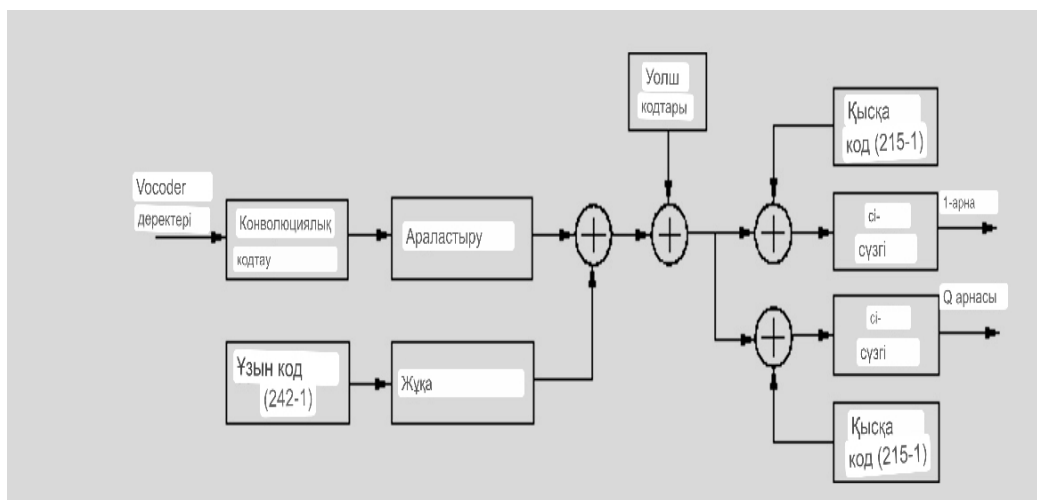 Уолш
кодтары
Қысқа
код (215-1)
Vocoder
деректері
Конволюциялық
кодтау
Араластыру
1-арна
сі-
сүзгі
Q арнасы
сі-
сүзгі
Ұзын код
(242-1)
Жұқа
Қысқа
код (215-1)